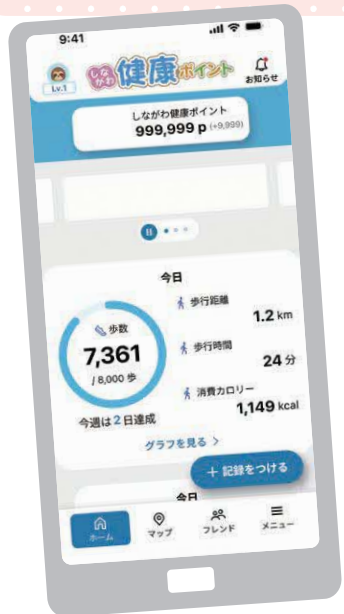 9:41
Lv.1
しながわ健康ポイント
お知らせ
しながわ健康ポイント
999,999 p (+9,999)
今日
歩数
7,361
/ 8,000 歩
今週は2日達成
歩行距離
1.2 km
歩行時間
24 分
消費カロリー
1,149 kcal
グラフを見る >
＋ 記録をつける
今日
ホーム
マップ
フレンド
メニュー